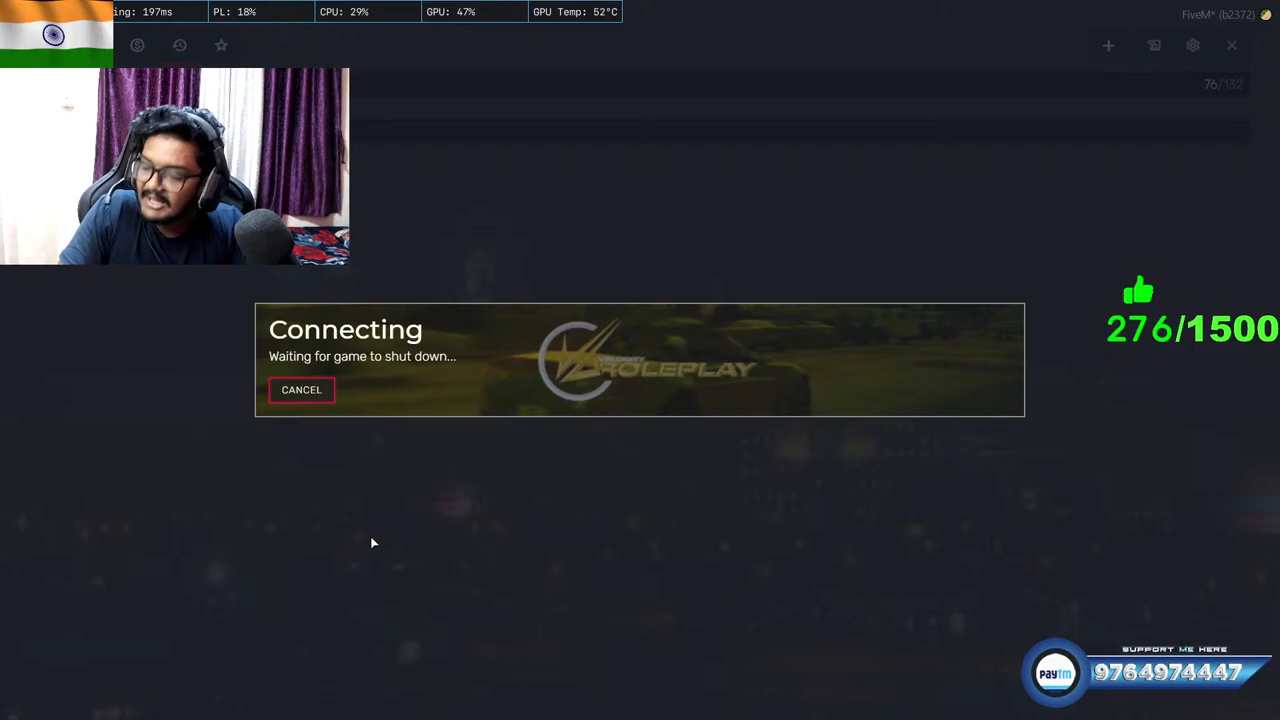 ing: 197ms PL: 18% CPU: 29% GPU: 47% GPU Temp: 52°C
FiveM* (b2372)
76/132
Connecting
Waiting for game to shut down...
CANCEL
VELOCITY
ROLEPLAY
276/1500
SUPPORT ME HERE
paytm
9764974447